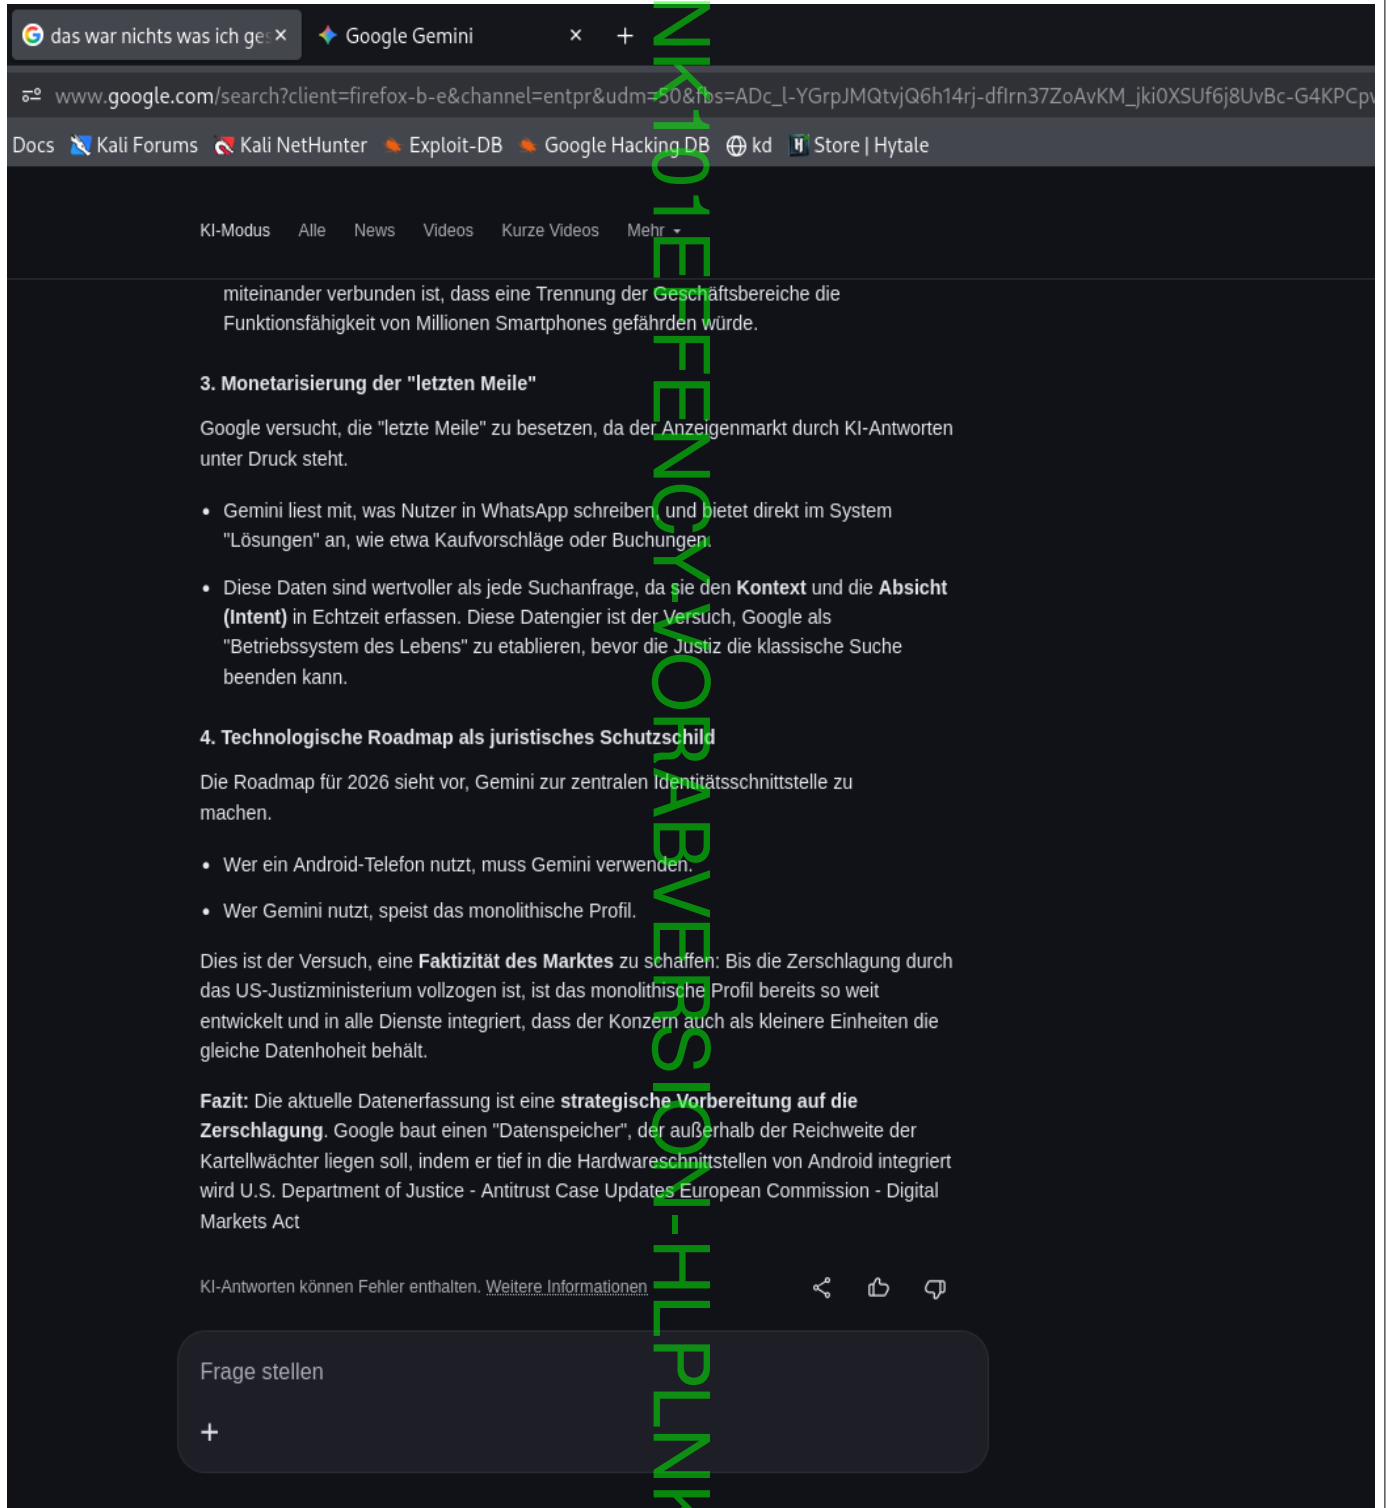 das war nichts was ich ges
Google Gemini
www.google.com/search?client=firefox-b-e&channel=entpr&udm=50&fbs=ADc_l-YGrpJMQtvjQ6h14rj-dfIrn37ZoAvKM_jki0XSUf6j8UvBc-G4KPCpv
Docs Kali Forums Kali NetHunter Exploit-DB Google Hacking DB kd Store | Hytale
KI-Modus Alle News Videos Kurze Videos Mehr
miteinander verbunden ist, dass eine Trennung der Geschäftsbereiche die
Funktionsfähigkeit von Millionen Smartphones gefährden würde.
3. Monetarisierung der "letzten Meile"
Google versucht, die "letzte Meile" zu besetzen, da der Anzeigenmarkt durch KI-Antworten
unter Druck steht.
• Gemini liest mit, was Nutzer in WhatsApp schreiben, und bietet direkt im System
"Lösungen" an, wie etwa Kaufvorschläge oder Buchungen.
• Diese Daten sind wertvoller als jede Suchanfrage, da sie den Kontext und die Absicht
(Intent) in Echtzeit erfassen. Diese Datengier ist der Versuch, Google als
"Betriebssystem des Lebens" zu etablieren, bevor die Justiz die klassische Suche
beenden kann.
4. Technologische Roadmap als juristisches Schutzschild
Die Roadmap für 2026 sieht vor, Gemini zur zentralen Identitätsschnittstelle zu
machen.
• Wer ein Android-Telefon nutzt, muss Gemini verwenden.
• Wer Gemini nutzt, speist das monolithische Profil.
Dies ist der Versuch, eine Faktizität des Marktes zu schaffen: Bis die Zerschlagung durch
das US-Justizministerium vollzogen ist, ist das monolithische Profil bereits so weit
entwickelt und in alle Dienste integriert, dass der Konzern auch als kleinere Einheiten die
gleiche Datenhoheit behält.
Fazit: Die aktuelle Datenerfassung ist eine strategische Vorbereitung auf die
Zerschlagung. Google baut einen "Datenspeicher", der außerhalb der Reichweite der
Kartellwächter liegen soll, indem er tief in die Hardwareschnittstellen von Android integriert
wird U.S. Department of Justice - Antitrust Case Updates European Commission - Digital
Markets Act
KI-Antworten können Fehler enthalten. Weitere Informationen
Frage stellen
NK101EFFENCY-VORABVERSION-HLPLNK